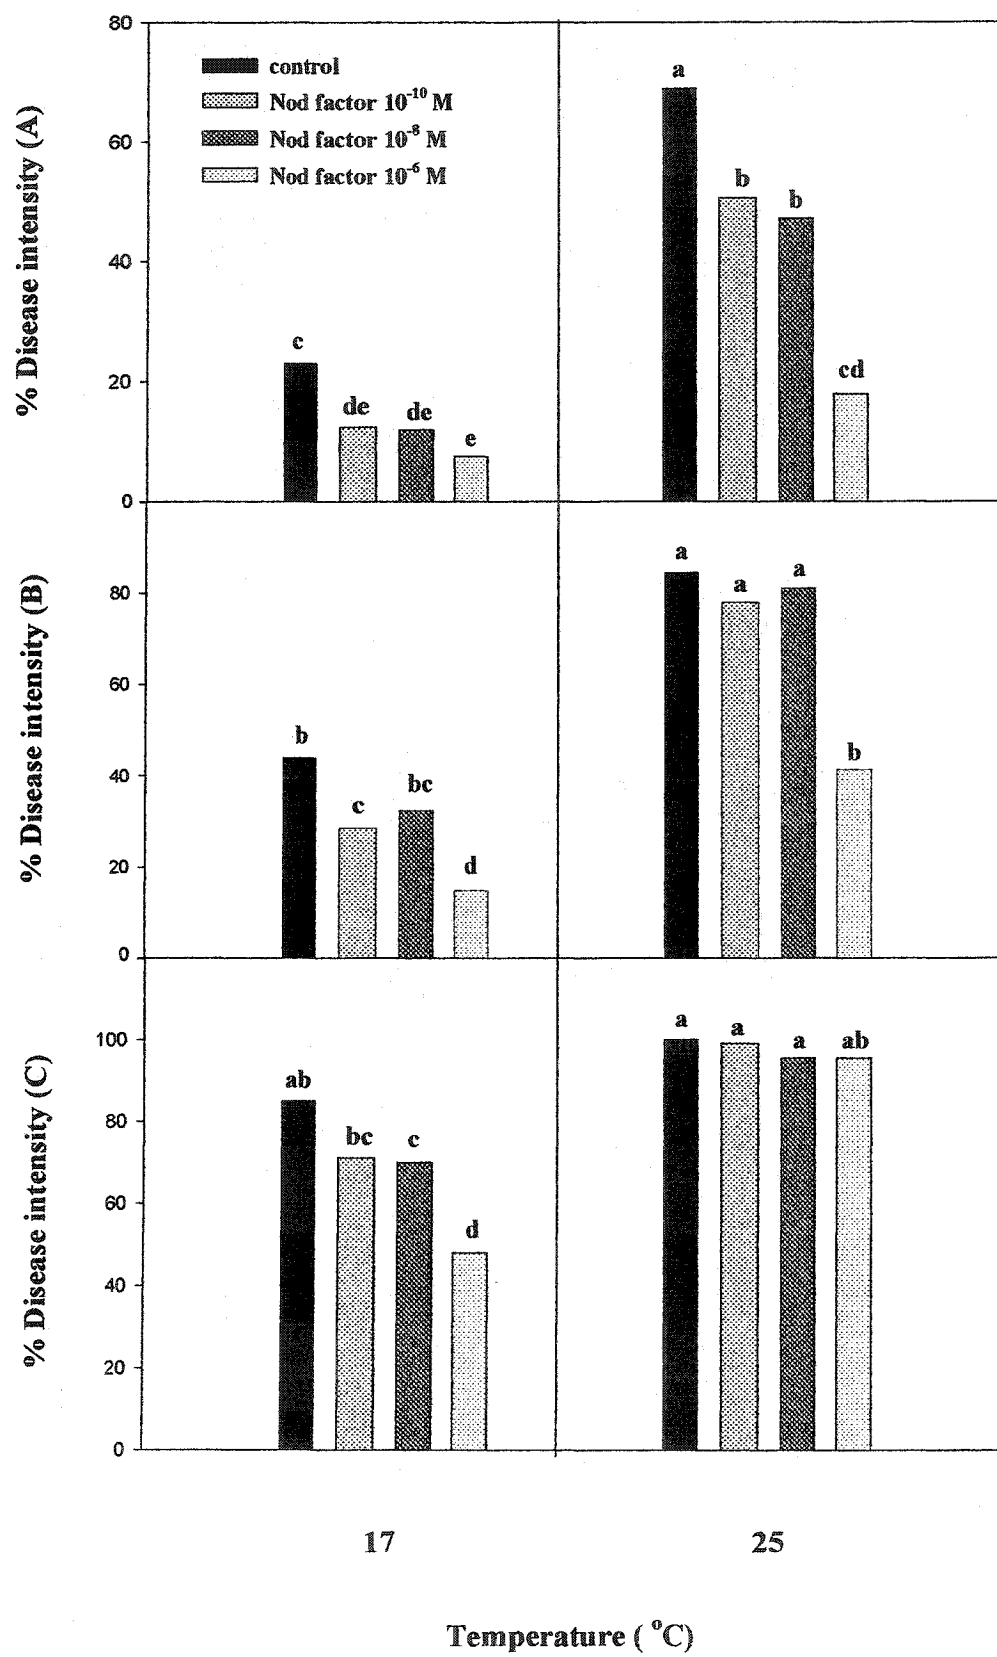 % Disease intensity (A)
80
60
40
20
0
control
Nod factor 10⁻¹⁰ M
Nod factor 10⁻⁸ M
Nod factor 10⁻⁶ M
c
de
de
e
a
b
b
cd
% Disease intensity (B)
80
60
40
20
0
b
c
bc
d
a
a
a
b
% Disease intensity (C)
100
80
60
40
20
0
ab
bc
c
d
a
a
a
ab
17 25
Temperature ( °C)